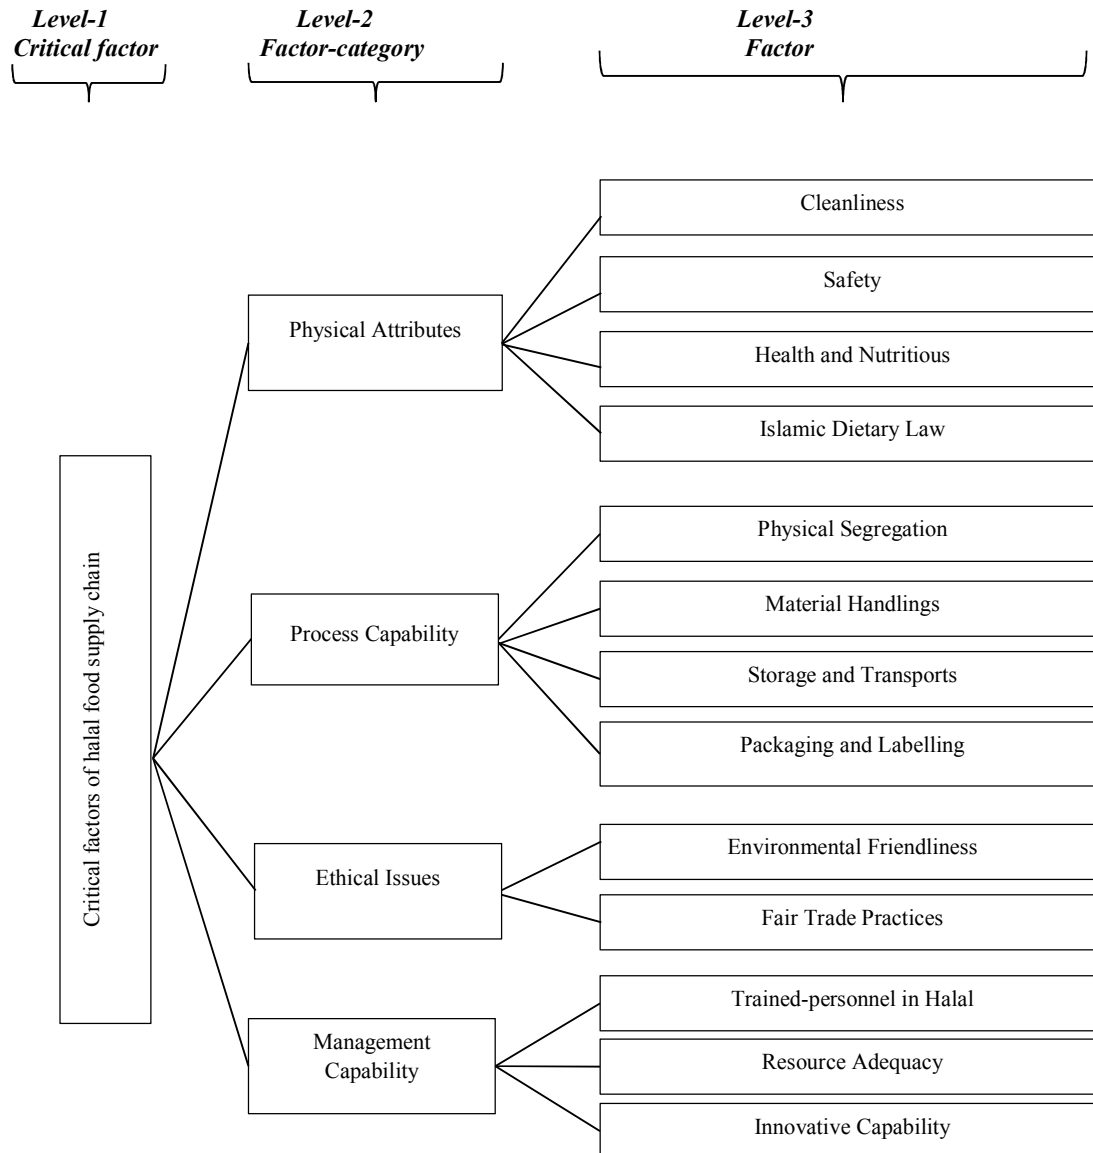 Level-1
Critical factor
Level-2
Factor-category
Level-3
Factor
Critical factors of halal food supply chain
Physical Attributes
Cleanliness
Safety
Health and Nutritious
Islamic Dietary Law
Process Capability
Physical Segregation
Material Handlings
Storage and Transports
Packaging and Labelling
Ethical Issues
Environmental Friendliness
Fair Trade Practices
Management
Capability
Trained-personnel in Halal
Resource Adequacy
Innovative Capability